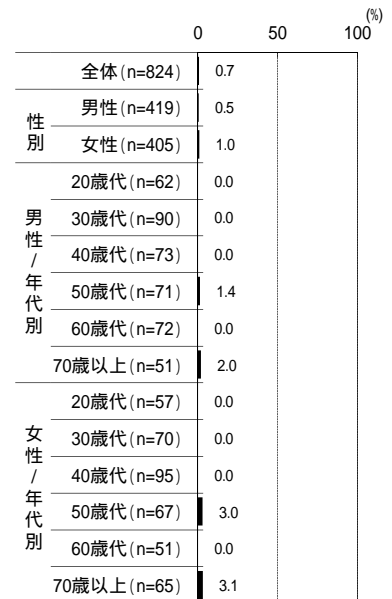 (%)
0 50 100
全体(n=824) 0.7
性別
男性(n=419) 0.5
女性(n=405) 1.0
男性/年代別
20歳代(n=62) 0.0
30歳代(n=90) 0.0
40歳代(n=73) 0.0
50歳代(n=71) 1.4
60歳代(n=72) 0.0
70歳以上(n=51) 2.0
女性/年代別
20歳代(n=57) 0.0
30歳代(n=70) 0.0
40歳代(n=95) 0.0
50歳代(n=67) 3.0
60歳代(n=51) 0.0
70歳以上(n=65) 3.1